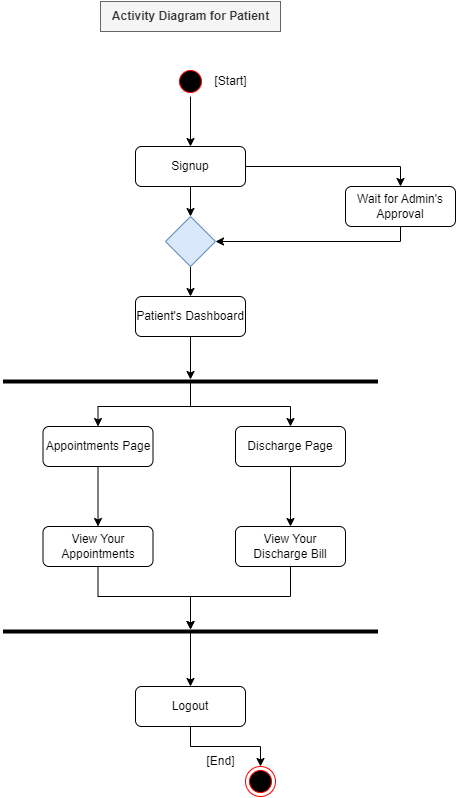 Activity Diagram for Patient
[Start]
Signup
Wait for Admin's
Approval
Patient's Dashboard
Appointments Page
Discharge Page
View Your
Appointments
View Your
Discharge Bill
Logout
[End]